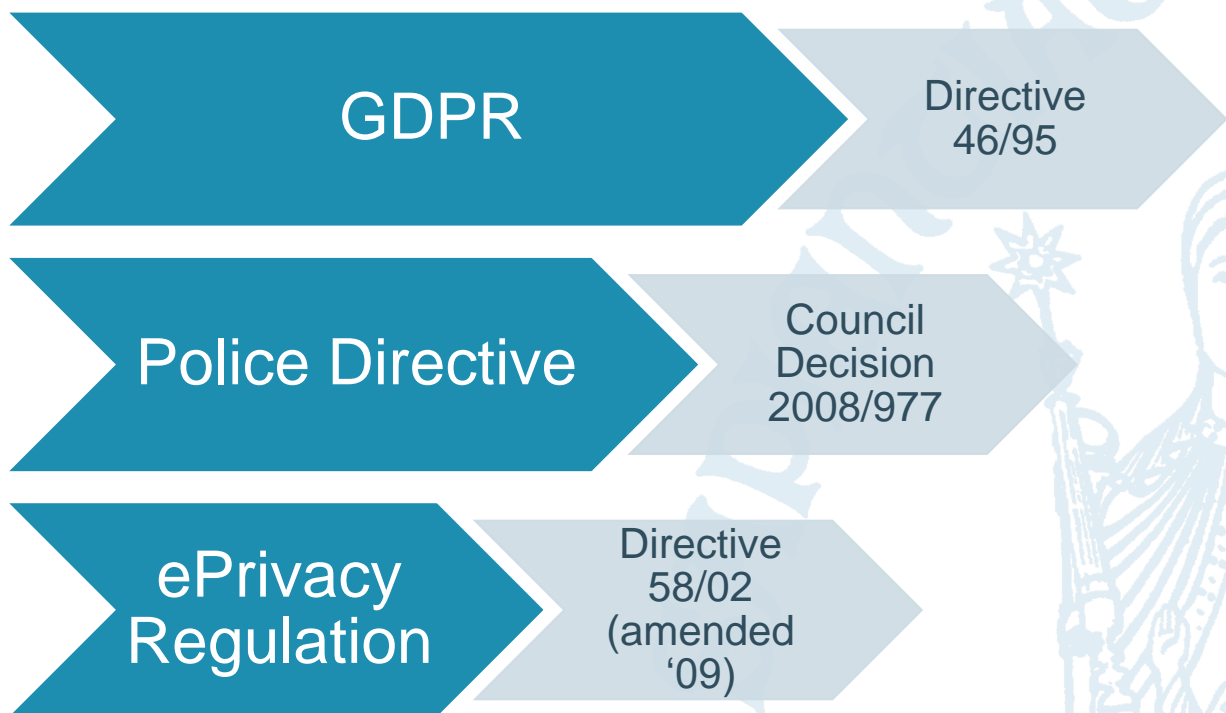 GDPR
Directive
46/95
Police Directive
Council
Decision
2008/977
ePrivacy
Regulation
Directive
58/02
(amended
‘09)